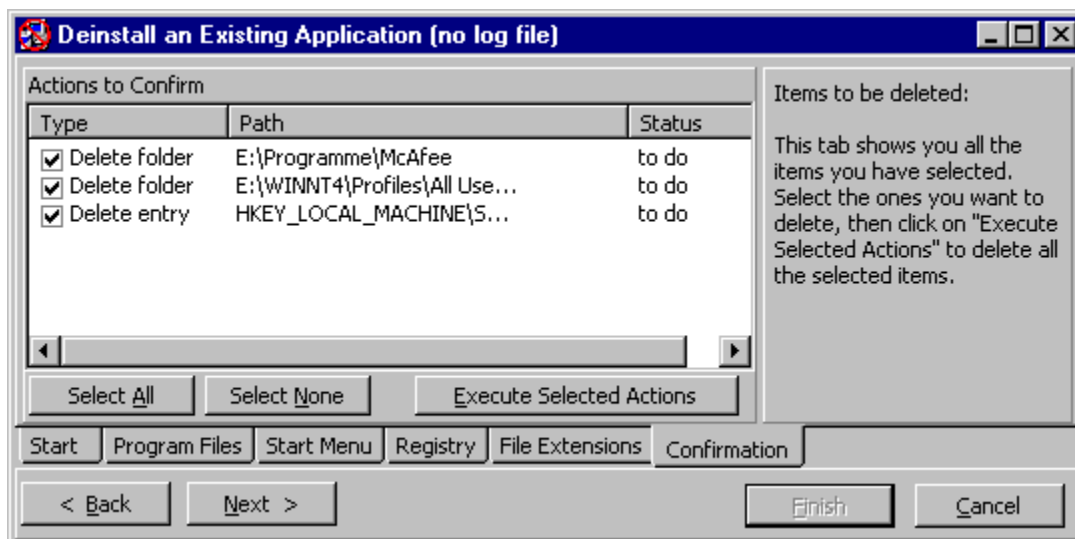 Deinstall an Existing Application (no log file)
Actions to Confirm
Type Path Status
Delete folder E:\Programme\McAfee to do
Delete folder E:\WINNT4\Profiles\All Use... to do
Delete entry HKEY_LOCAL_MACHINE\S... to do
Select All Select None Execute Selected Actions
Items to be deleted:
This tab shows you all the
items you have selected.
Select the ones you want to
delete, then click on "Execute
Selected Actions" to delete all
the selected items.
Start Program Files Start Menu Registry File Extensions Confirmation
< Back Next > Finish Cancel